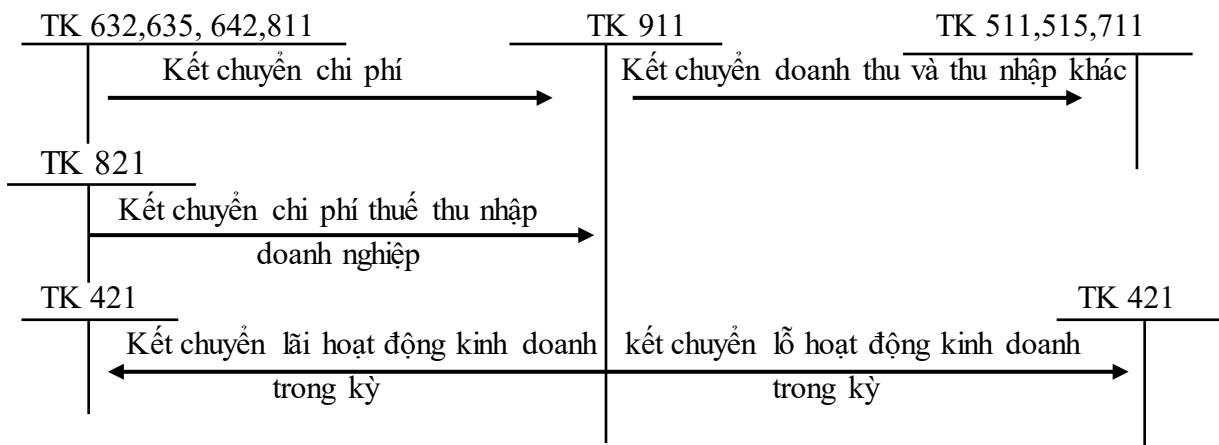 TK 632,635, 642,811
TK 911
TK 511,515,711
Kết chuyển chi phí
Kết chuyển doanh thu và thu nhập khác
TK 821
Kết chuyển chi phí thuế thu nhập
doanh nghiệp
TK 421
TK 421
Kết chuyển lãi hoạt động kinh doanh
trong kỳ
kết chuyển lỗ hoạt động kinh doanh
trong kỳ